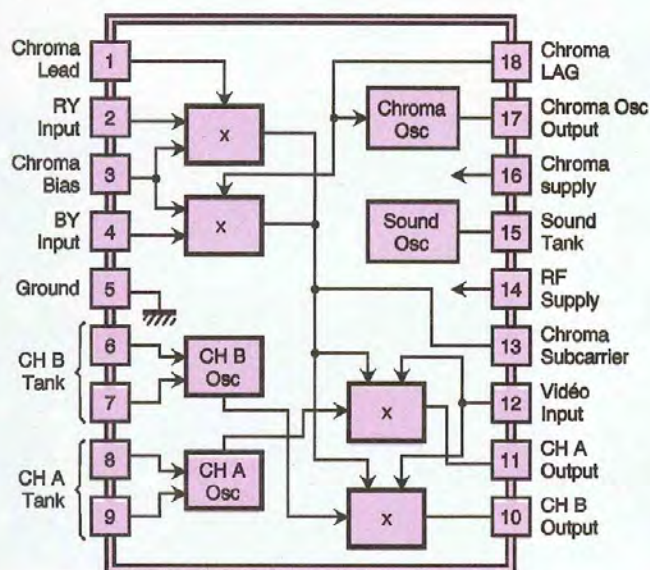 Chroma
Lead
1
RY
Input
2
Chroma
Bias
3
BY
Input
4
Ground
5
CH B
Tank
6
7
CH A
Tank
8
9
x
x
CH B
Osc
CH A
Osc
Chroma
Osc
Sound
Osc
x
x
18
Chroma
LAG
17
Chroma Osc
Output
16
Chroma
supply
15
Sound
Tank
14
RF
Supply
13
Chroma
Subcarrier
12
Vidéo
Input
11
CH A
Output
10
CH B
Output